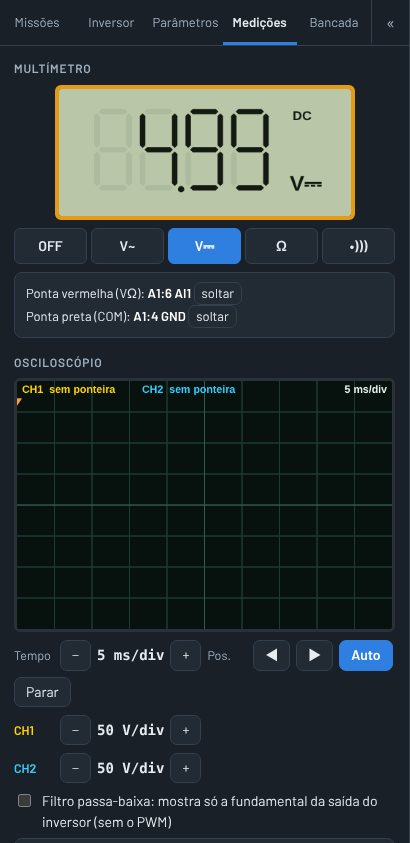 Missões Inversor Parâmetros Medições Bancada «
MULTÍMETRO
4.99 DC
V⎓
OFF V~ V⎓ Ω •)))
Ponta vermelha (VΩ): A1:6 AI1 soltar
Ponta preta (COM): A1:4 GND soltar
OSCILOSCÓPIO
CH1 sem ponteira CH2 sem ponteira 5 ms/div
Tempo − 5 ms/div + Pos. ◀ ▶ Auto
Parar
CH1 − 50 V/div +
CH2 − 50 V/div +
Filtro passa-baixa: mostra só a fundamental da saída do
inversor (sem o PWM)